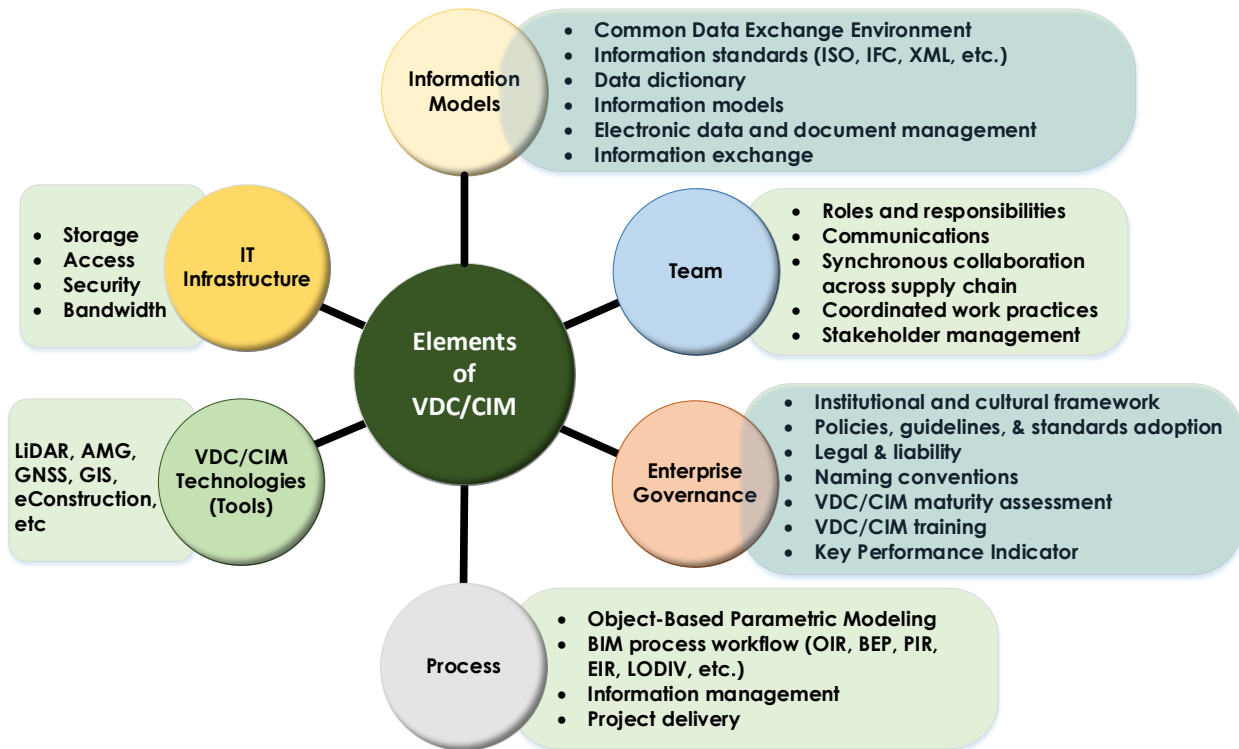 Information
Models
• Common Data Exchange Environment
• Information standards (ISO, IFC, XML, etc.)
• Data dictionary
• Information models
• Electronic data and document management
• Information exchange
• Storage
• Access
• Security
• Bandwidth
IT
Infrastructure
Team
• Roles and responsibilities
• Communications
• Synchronous collaboration
across supply chain
• Coordinated work practices
• Stakeholder management
Elements
of
VDC/CIM
LiDAR, AMG,
GNSS, GIS,
eConstruction,
etc
VDC/CIM
Technologies
(Tools)
Enterprise
Governance
• Institutional and cultural framework
• Policies, guidelines, & standards adoption
• Legal & liability
• Naming conventions
• VDC/CIM maturity assessment
• VDC/CIM training
• Key Performance Indicator
Process
• Object-Based Parametric Modeling
• BIM process workflow (OIR, BEP, PIR,
EIR, LODIV, etc.)
• Information management
• Project delivery